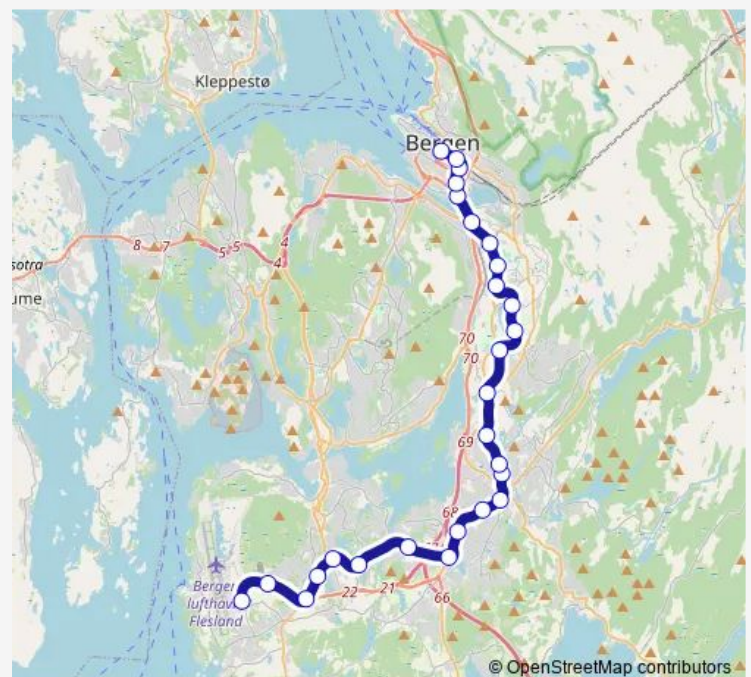 Kleppestø
Bergen
8
7
5
5
4
4
sotra
ume
70
70
69
68
22
21
66
Bergen
lufthavn
Flesland
© OpenStreetMap contributors